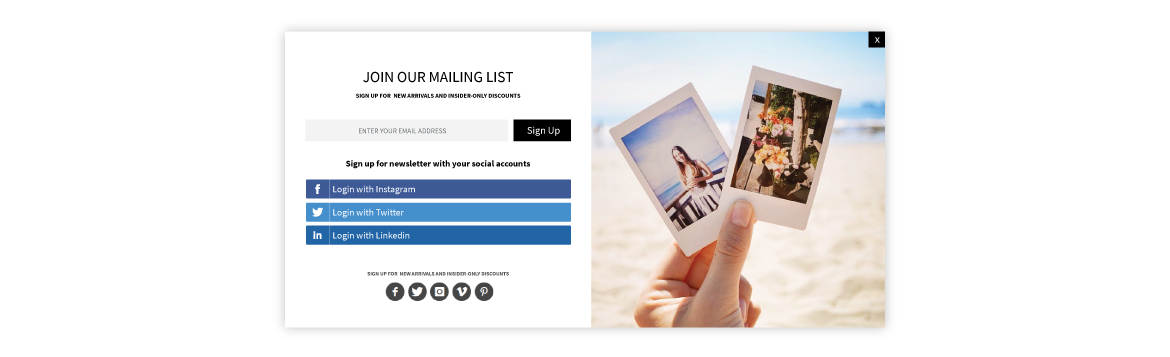 X
JOIN OUR MAILING LIST
SIGN UP FOR NEW ARRIVALS AND INSIDER-ONLY DISCOUNTS
ENTER YOUR EMAIL ADDRESS
Sign Up
Sign up for newsletter with your social accounts
Login with Instagram
Login with Twitter
in Login with Linkedin
SIGN UP FOR NEW ARRIVALS AND INSIDER-ONLY DISCOUNTS